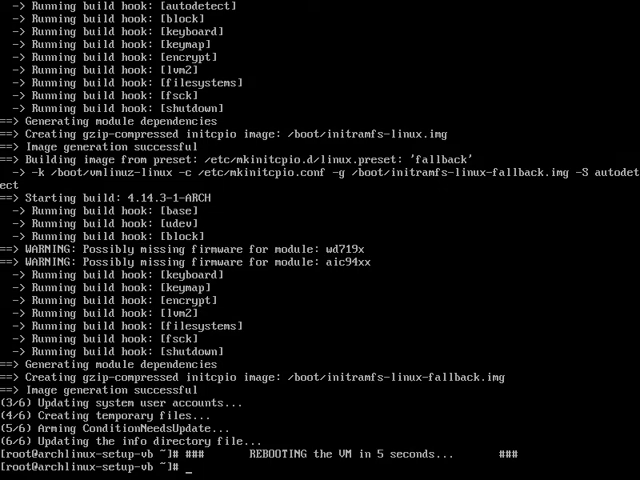 -> Running build hook: [autodetect]
-> Running build hook: [block]
-> Running build hook: [keyboard]
-> Running build hook: [keymap]
-> Running build hook: [encrypt]
-> Running build hook: [lvm2]
-> Running build hook: [filesystems]
-> Running build hook: [fsck]
-> Running build hook: [shutdown]
==> Generating module dependencies
==> Creating gzip-compressed initcpio image: /boot/initramfs-linux.img
==> Image generation successful
==> Building image from preset: /etc/mkinitcpio.d/linux.preset: 'fallback'
-> -k /boot/vmlinuz-linux -c /etc/mkinitcpio.conf -g /boot/initramfs-linux-fallback.img -S autodet
ect
==> Starting build: 4.14.3-1-ARCH
-> Running build hook: [base]
-> Running build hook: [udev]
-> Running build hook: [block]
==> WARNING: Possibly missing firmware for module: wd719x
==> WARNING: Possibly missing firmware for module: aic94xx
-> Running build hook: [keyboard]
-> Running build hook: [keymap]
-> Running build hook: [encrypt]
-> Running build hook: [lvm2]
-> Running build hook: [filesystems]
-> Running build hook: [fsck]
-> Running build hook: [shutdown]
==> Generating module dependencies
==> Creating gzip-compressed initcpio image: /boot/initramfs-linux-fallback.img
==> Image generation successful
(3/6) Updating system user accounts...
(4/6) Creating temporary files...
(5/6) Arming ConditionNeedsUpdate...
(6/6) Updating the info directory file...
[root@archlinux-setup-vb ~]# ### REBOOTING the VM in 5 seconds... ###
[root@archlinux-setup-vb ~]# _